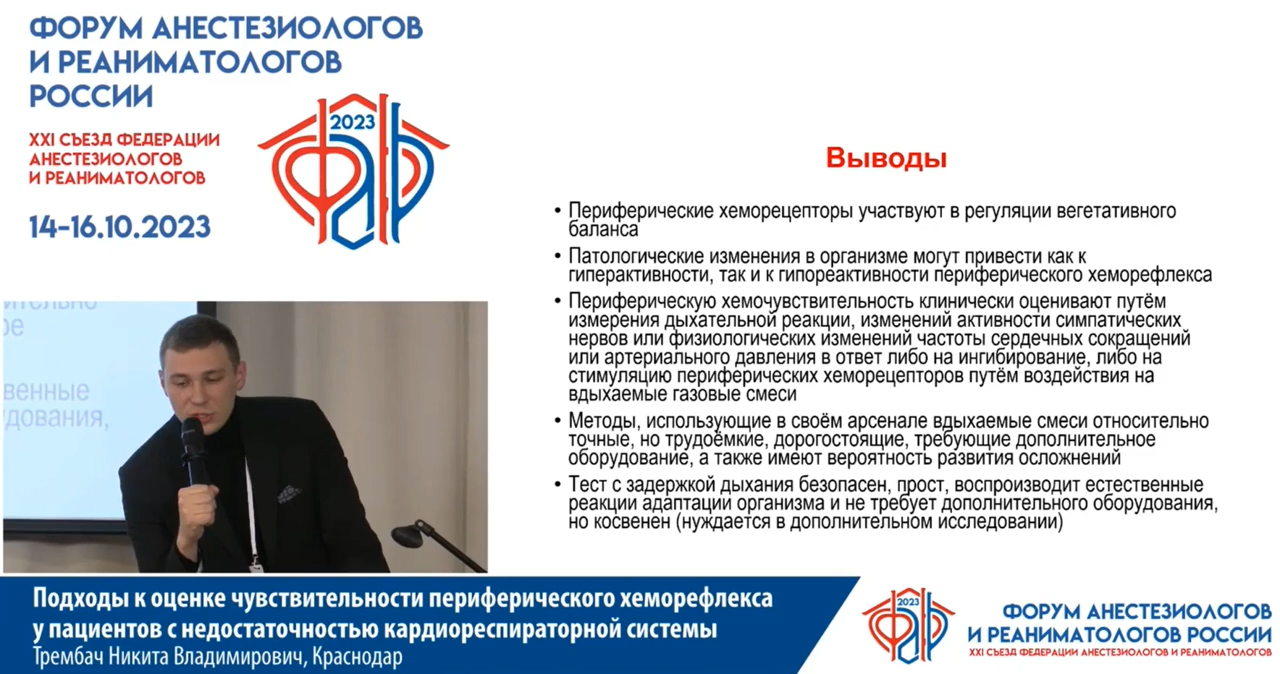 ФОРУМ АНЕСТЕЗИОЛОГОВ
И РЕАНИМАТОЛОГОВ
РОССИИ
XXI СЪЕЗД ФЕДЕРАЦИИ
АНЕСТЕЗИОЛОГОВ
И РЕАНИМАТОЛОГОВ
14-16.10.2023
2023
ФАР
Выводы
• Периферические хеморецепторы участвуют в регуляции вегетативного
баланса
• Патологические изменения в организме могут привести как к
гиперактивности, так и к гипореактивности периферического хеморефлекса
• Периферическую хемочувствительность клинически оценивают путём
измерения дыхательной реакции, изменений активности симпатических
нервов или физиологических изменений частоты сердечных сокращений
или артериального давления в ответ либо на ингибирование, либо на
стимуляцию периферических хеморецепторов путём воздействия на
вдыхаемые газовые смеси
• Методы, использующие в своём арсенале вдыхаемые смеси относительно
точные, но трудоёмкие, дорогостоящие, требующие дополнительное
оборудование, а также имеют вероятность развития осложнений
• Тест с задержкой дыхания безопасен, прост, воспроизводит естественные
реакции адаптации организма и не требует дополнительного оборудования,
но косвенен (нуждается в дополнительном исследовании)
венные
дования,
Подходы к оценке чувствительности периферического хеморефлекса
у пациентов с недостаточностью кардиореспираторной системы
Трембач Никита Владимирович, Краснодар
2023
ФАР
ФОРУМ АНЕСТЕЗИОЛОГОВ
И РЕАНИМАТОЛОГОВ РОССИИ
XXI СЪЕЗД ФЕДЕРАЦИИ АНЕСТЕЗИОЛОГОВ И РЕАНИМАТОЛОГОВ